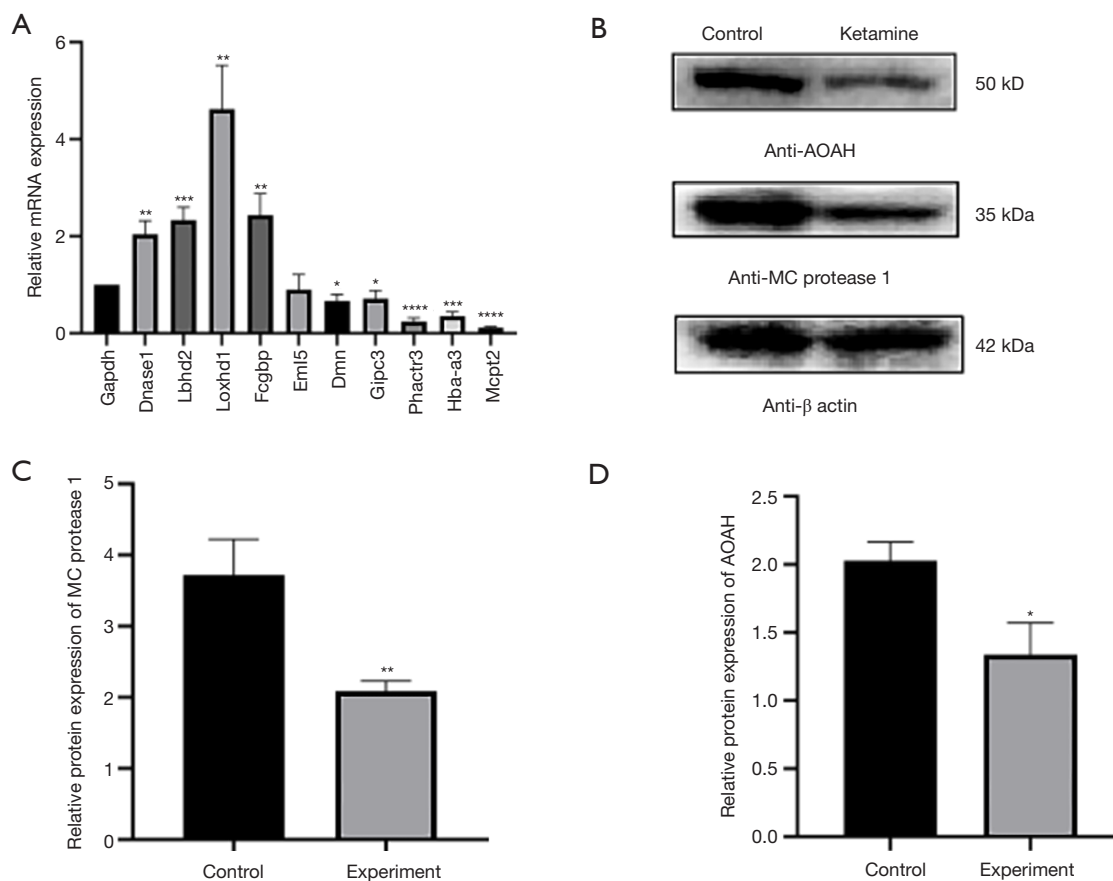 A
Relative mRNA expression
6
4
2
0
**
***
**
**
*
*
****
***
****
Gapdh
Dnase1
Lbhd2
Loxhd1
Fcgbp
Eml5
Dmn
Gipc3
Phactr3
Hba-a3
Mcpt2
B
Control Ketamine
50 kD
Anti-AOAH
35 kDa
Anti-MC protease 1
42 kDa
Anti-β actin
C
Relative protein expression of MC protease 1
5
4
3
2
1
0
**
Control Experiment
D
Relative protein expression of AOAH
2.5
2.0
1.5
1.0
0.5
0.0
*
Control Experiment